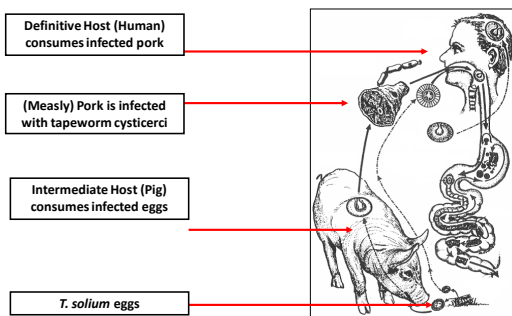 Definitive Host (Human)
consumes infected pork
(Measly) Pork is infected
with tapeworm cysticerci
Intermediate Host (Pig)
consumes infected eggs
T. solium eggs